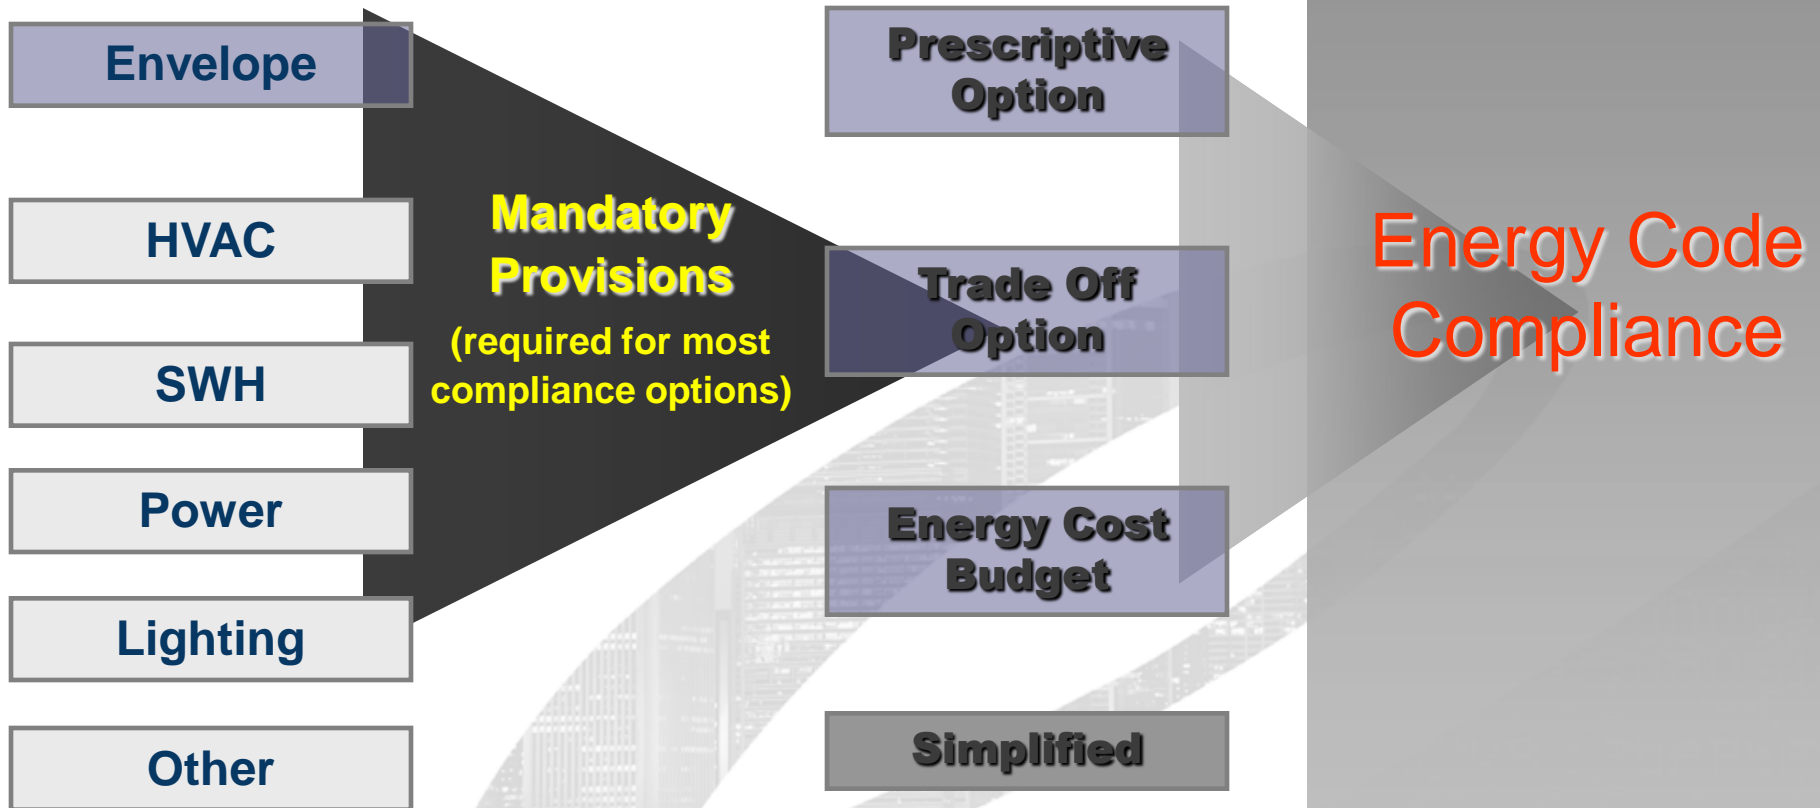 Envelope
HVAC
SWH
Power
Lighting
Other
Mandatory
Provisions
(required for most
compliance options)
Prescriptive
Option
Trade Off
Option
Energy Cost
Budget
Simplified
Energy Code
Compliance